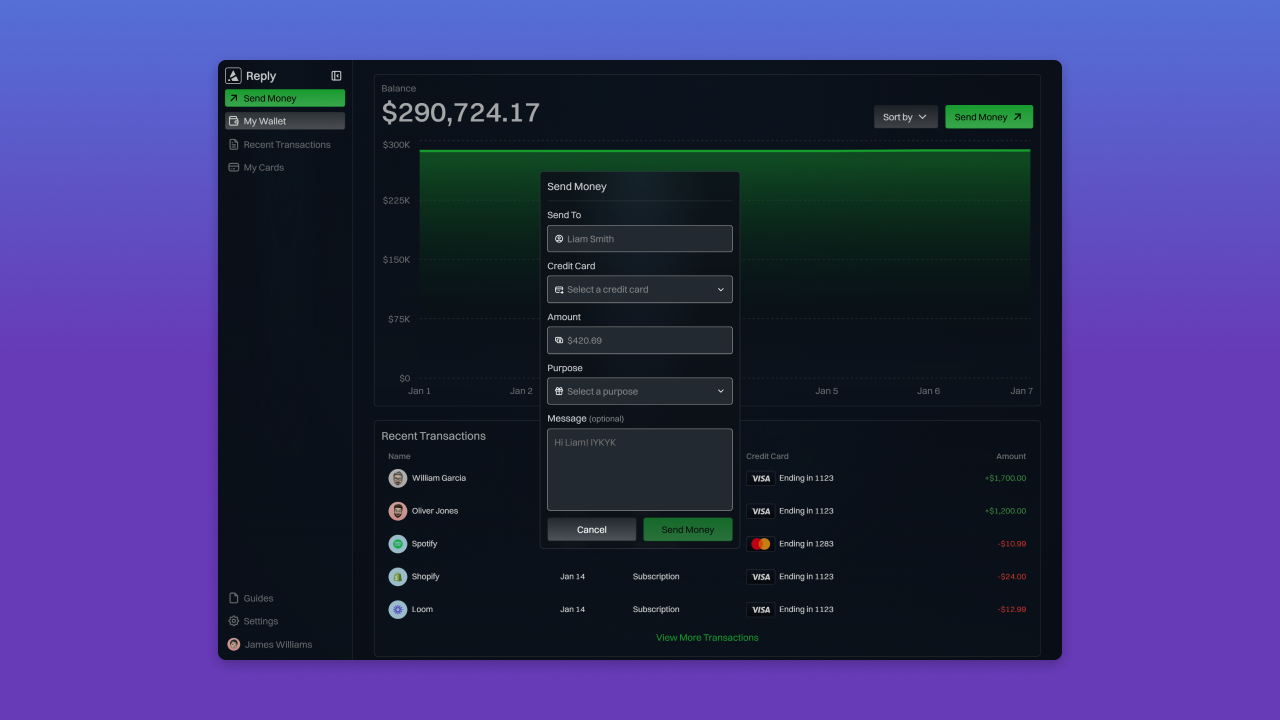 Reply
Send Money
My Wallet
Recent Transactions
My Cards
Guides
Settings
James Williams
Balance
$290,724.17
Sort by
Send Money
$300K
$225K
$150K
$75K
$0
Jan 1
Jan 2
Jan 5
Jan 6
Jan 7
Send Money
Send To
Liam Smith
Credit Card
Select a credit card
Amount
$420.69
Purpose
Select a purpose
Message (optional)
Hi Liam! IYKYK
Cancel
Send Money
Recent Transactions
Name Credit Card Amount
William Garcia VISA Ending in 1123 +$1,700.00
Oliver Jones VISA Ending in 1123 +$1,200.00
Spotify Ending in 1283 -$10.99
Shopify Jan 14 Subscription VISA Ending in 1123 -$24.00
Loom Jan 14 Subscription VISA Ending in 1123 -$12.99
View More Transactions